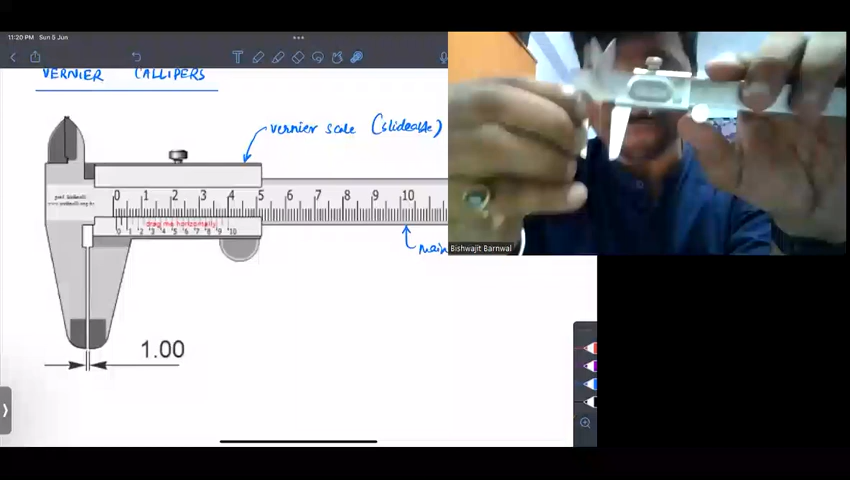 11:20 PM Sun 5 Jun
VERNIER CALLIPERS
vernier scale (slideable)
0 1 2 3 4 5 6 7 8 9 10
drag me horizontally
0 1 2 3 4 5 6 7 8 9 10
main
1.00
Bishwajit Barnwal